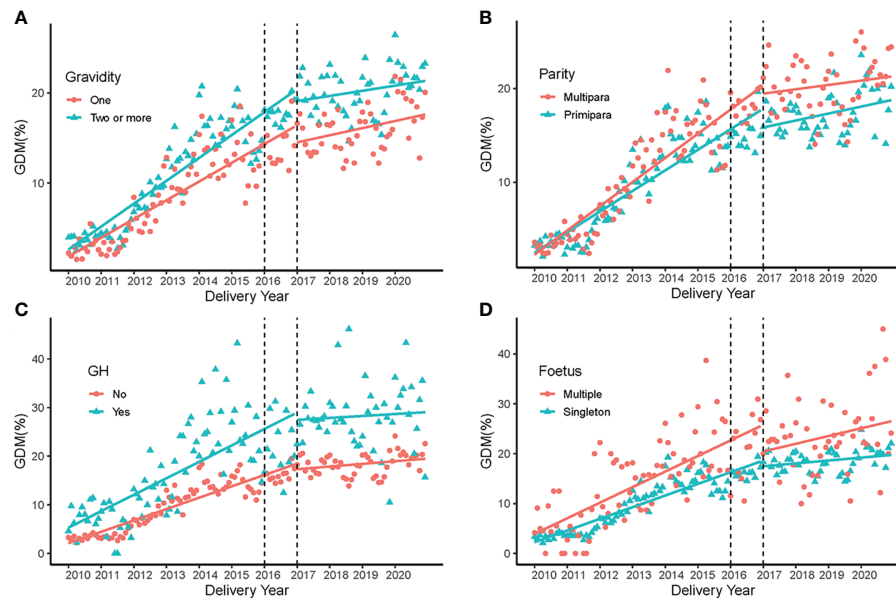 A
GDM(%)
20
10
Gravidity
One
Two or more
2010 2011 2012 2013 2014 2015 2016 2017 2018 2019 2020
Delivery Year
B
GDM(%)
20
10
Parity
Multipara
Primipara
2010 2011 2012 2013 2014 2015 2016 2017 2018 2019 2020
Delivery Year
C
GDM(%)
40
30
20
10
0
GH
No
Yes
2010 2011 2012 2013 2014 2015 2016 2017 2018 2019 2020
Delivery Year
D
GDM(%)
40
30
20
10
0
Foetus
Multiple
Singleton
2010 2011 2012 2013 2014 2015 2016 2017 2018 2019 2020
Delivery Year